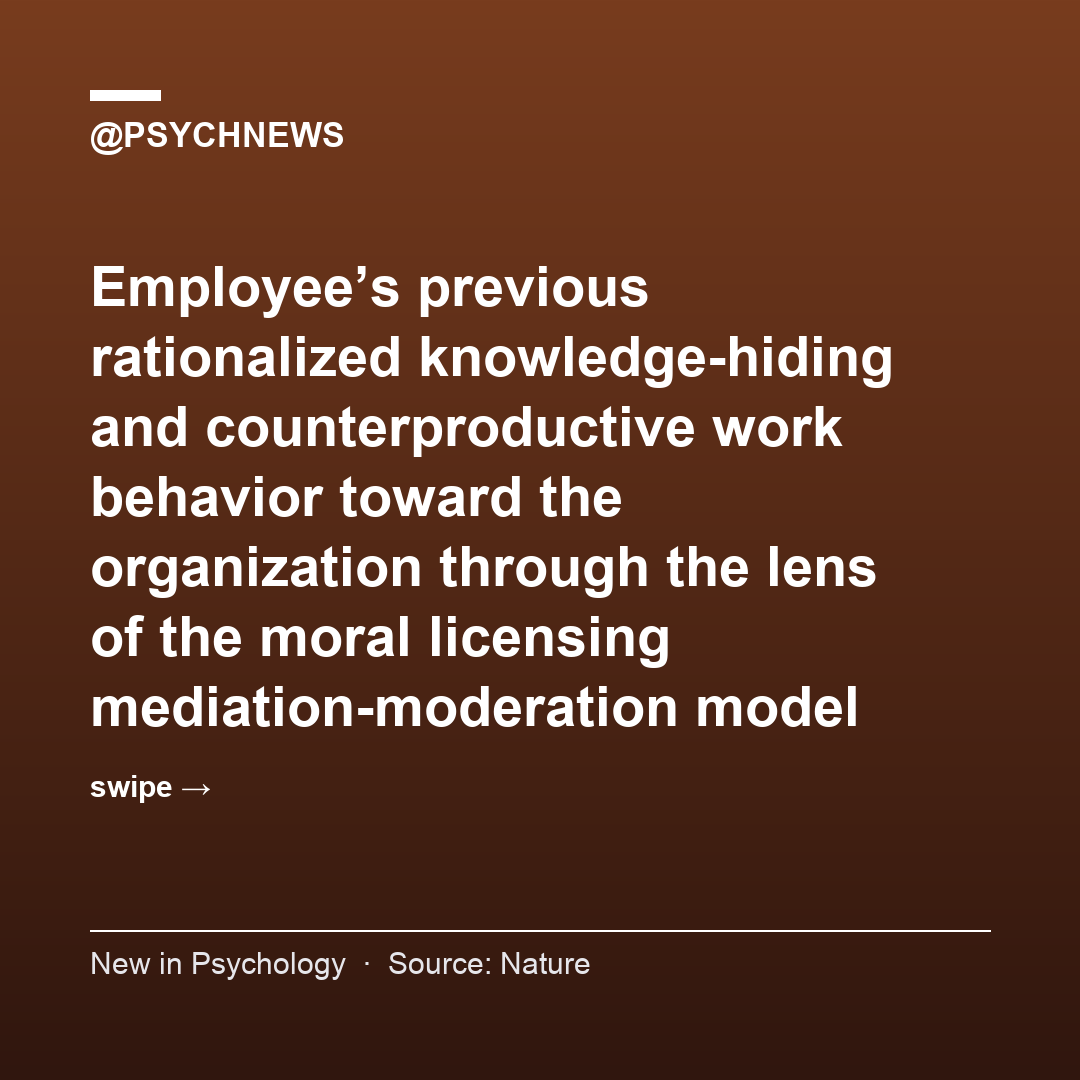 @PSYCHNEWS
Employee’s previous
rationalized knowledge-hiding
and counterproductive work
behavior toward the
organization through the lens
of the moral licensing
mediation-moderation model
swipe →
New in Psychology · Source: Nature